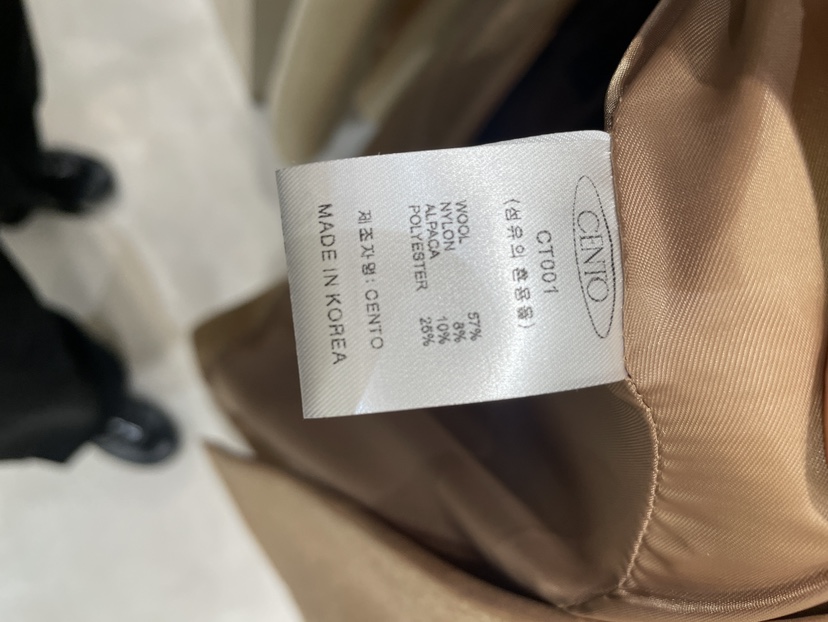 CENTO
CT001
(섬유의 혼용율)
WOOL 57%
NYLON 8%
ALPACA 10%
POLYESTER 25%
제조자명 : CENTO
MADE IN KOREA